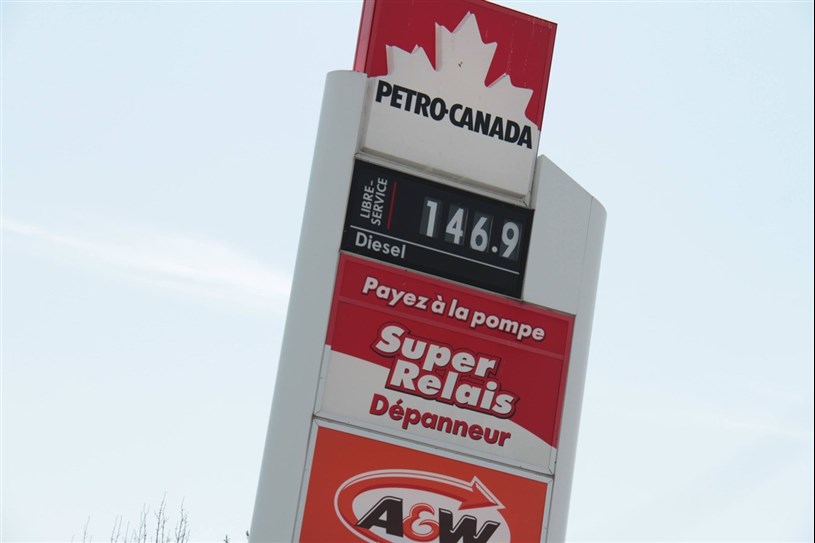 PETRO-CANADA
LIBRE-
SERVICE
146.9
Diesel
Payez à la pompe
Super
Relais
Dépanneur
A&W